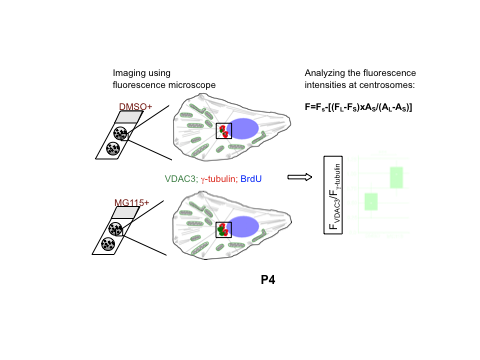 Imaging using
fluorescence microscope
Analyzing the fluorescence
intensities at centrosomes:
DMSO+
F=Fs-[(FL-FS)xAS/(AL-AS)]
VDAC3; γ-tubulin; BrdU
MG115+
FVDAC3/Fγ-tubulin
P4